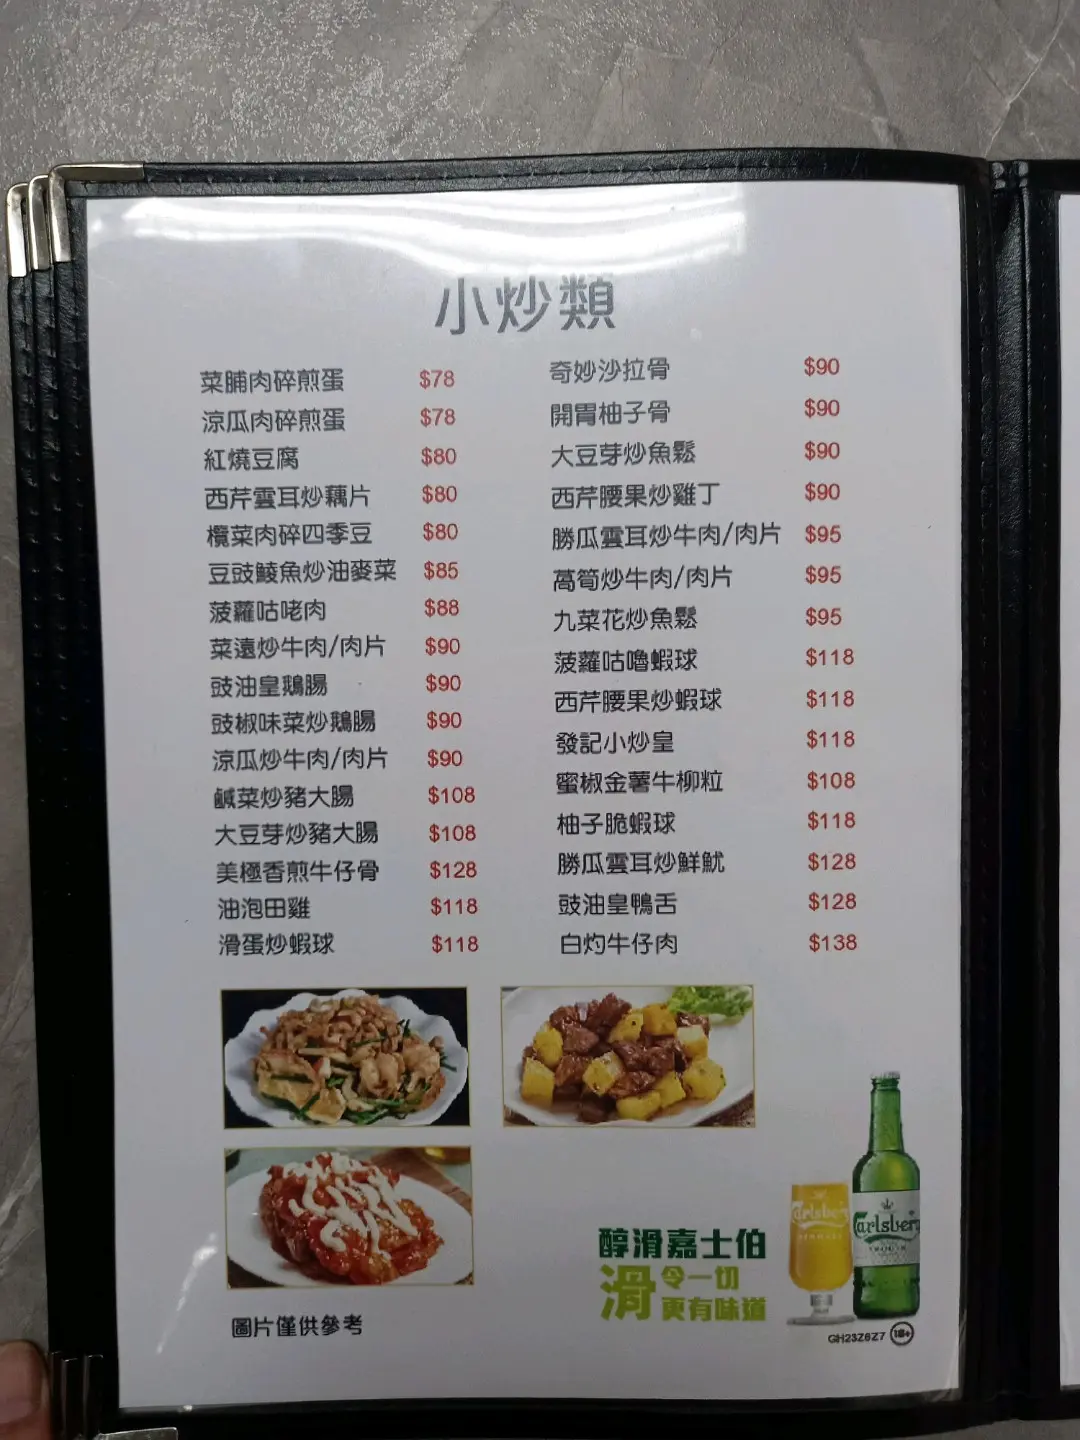 小炒類
菜脯肉碎煎蛋 $78
涼瓜肉碎煎蛋 $78
紅燒豆腐 $80
西芹雲耳炒藕片 $80
欖菜肉碎四季豆 $80
豆豉鯪魚炒油麥菜 $85
菠蘿咕咾肉 $88
菜遠炒牛肉/肉片 $90
豉油皇鵝腸 $90
豉椒味菜炒鵝腸 $90
涼瓜炒牛肉/肉片 $90
鹹菜炒豬大腸 $108
大豆芽炒豬大腸 $108
美極香煎牛仔骨 $128
油泡田雞 $118
滑蛋炒蝦球 $118
奇妙沙拉骨 $90
開胃柚子骨 $90
大豆芽炒魚鬆 $90
西芹腰果炒雞丁 $90
勝瓜雲耳炒牛肉/肉片 $95
萵筍炒牛肉/肉片 $95
九菜花炒魚鬆 $95
菠蘿咕嚕蝦球 $118
西芹腰果炒蝦球 $118
發記小炒皇 $118
蜜椒金薯牛柳粒 $108
柚子脆蝦球 $118
勝瓜雲耳炒鮮魷 $128
豉油皇鴨舌 $128
白灼牛仔肉 $138
圖片僅供參考
醇滑嘉士伯
滑令一切
更有味道
Carlsberg
Carlsberg
GH23Z6Z7 18+